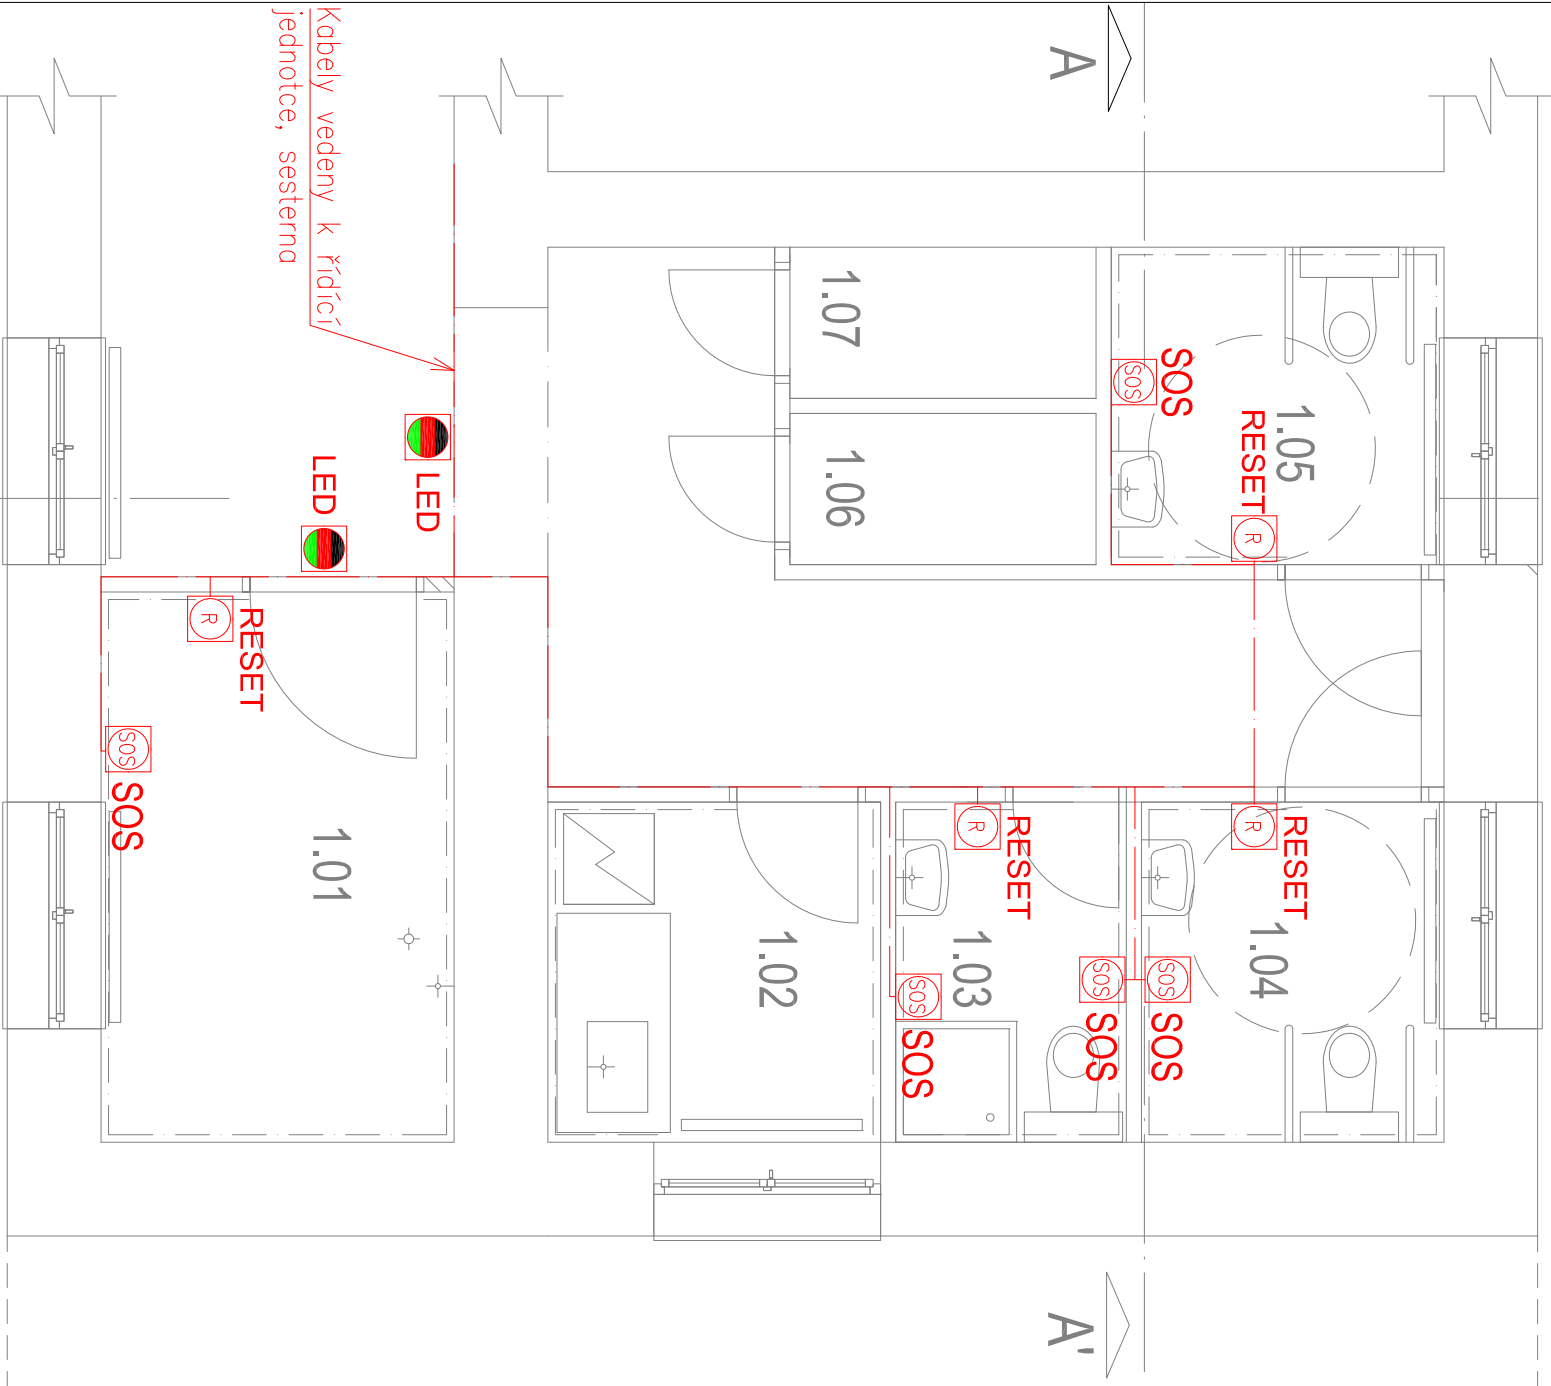 A
A'
Kabely vedeny k řídící
jednotce, sesterna
1.07
1.06
1.05
SOS
SOS
RESET
R
LED
LED
R
RESET
SOS
SOS
1.01
1.02
1.03
R
RESET
SOS
SOS
SOS
SOS
1.04
R
RESET
SOS
SOS